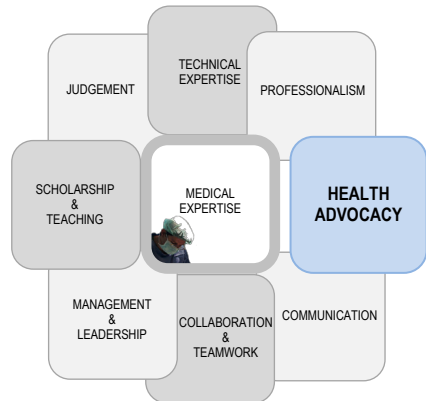 TECHNICAL
EXPERTISE
JUDGEMENT
PROFESSIONALISM
SCHOLARSHIP
&
TEACHING
MEDICAL
EXPERTISE
HEALTH
ADVOCACY
MANAGEMENT
&
LEADERSHIP
COLLABORATION
&
TEAMWORK
COMMUNICATION